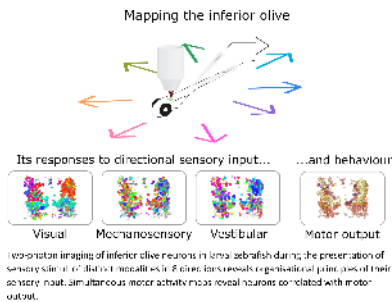 Mapping the inferior olive
Its responses to directional sensory input...
...and behaviour
Visual
Mechanosensory
Vestibular
Motor output
Two-photon imaging of inferior olive neurons in larval zebrafish during the presentation of
sensory stimuli of distinct modalities in 8 directions reveals organisational principles of their
sensory input. Simultaneous motor activity maps reveal neurons correlated with motor
output.